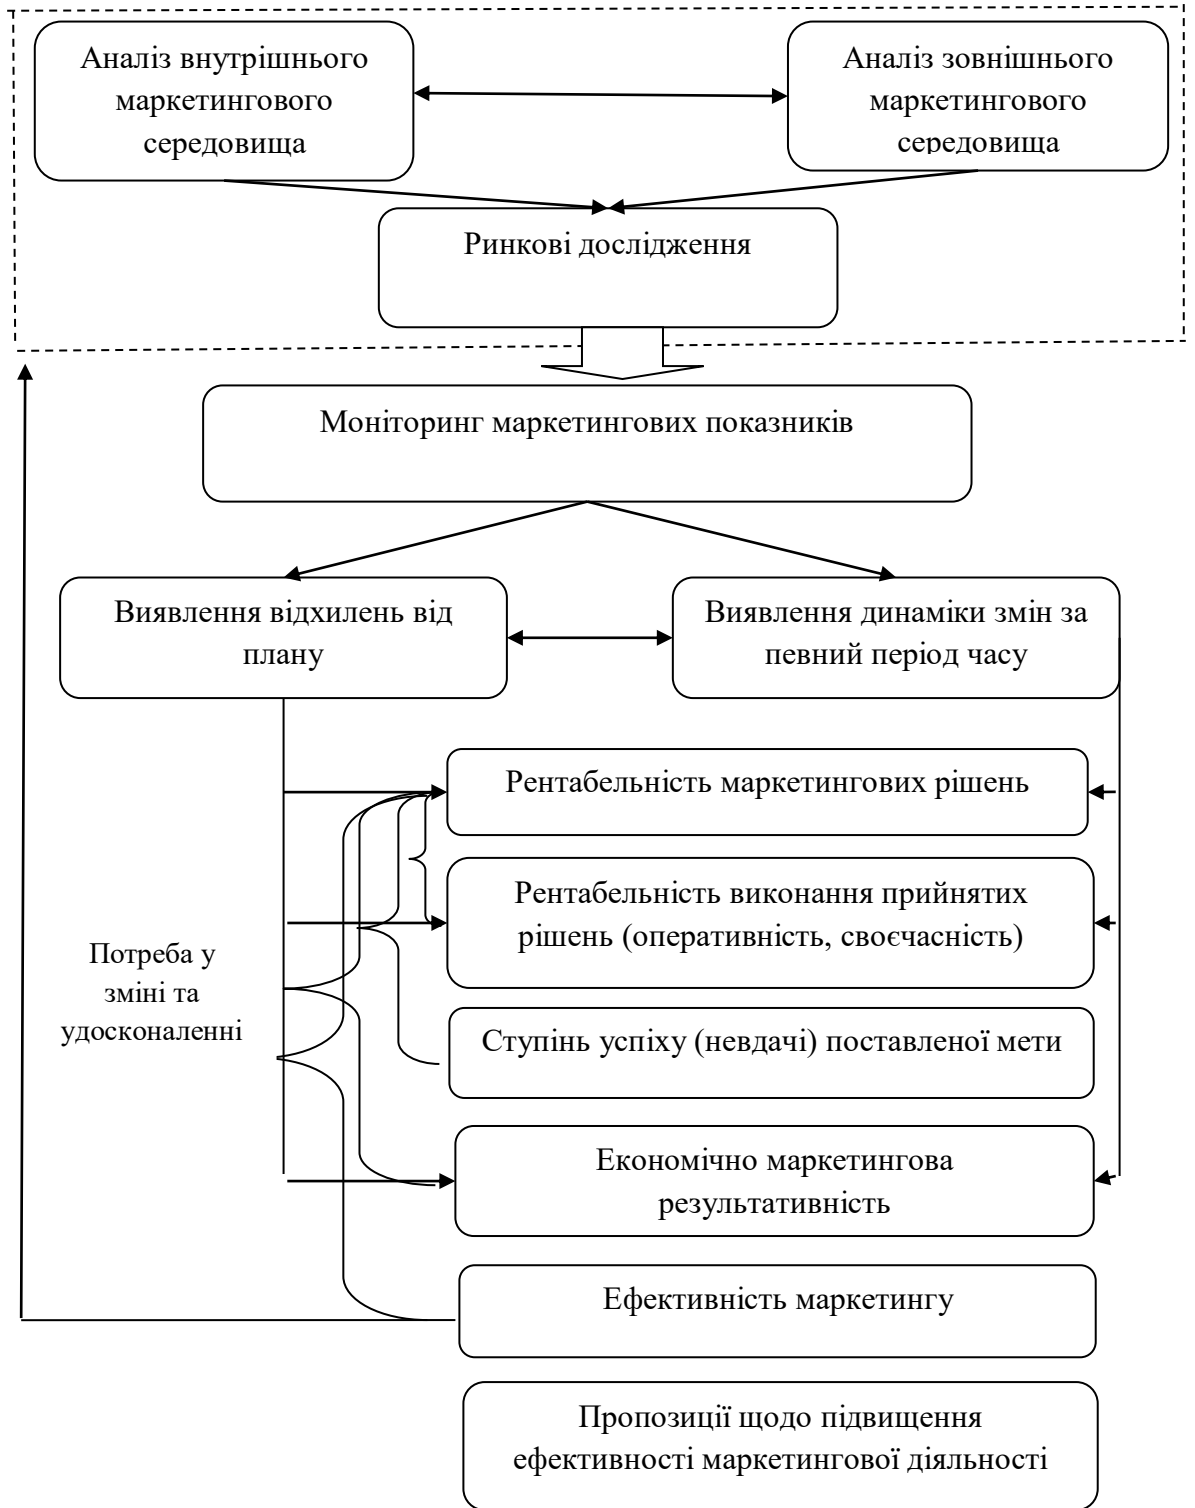 Аналіз внутрішнього
маркетингового
середовища
Аналіз зовнішнього
маркетингового
середовища
Ринкові дослідження
Моніторинг маркетингових показників
Виявлення відхилень від
плану
Виявлення динаміки змін за
певний період часу
Рентабельність маркетингових рішень
Рентабельність виконання прийнятих
рішень (оперативність, своєчасність)
Потреба у
зміні та
удосконаленні
Ступінь успіху (невдачі) поставленої мети
Економічно маркетингова
результативність
Ефективність маркетингу
Пропозиції щодо підвищення
ефективності маркетингової діяльності